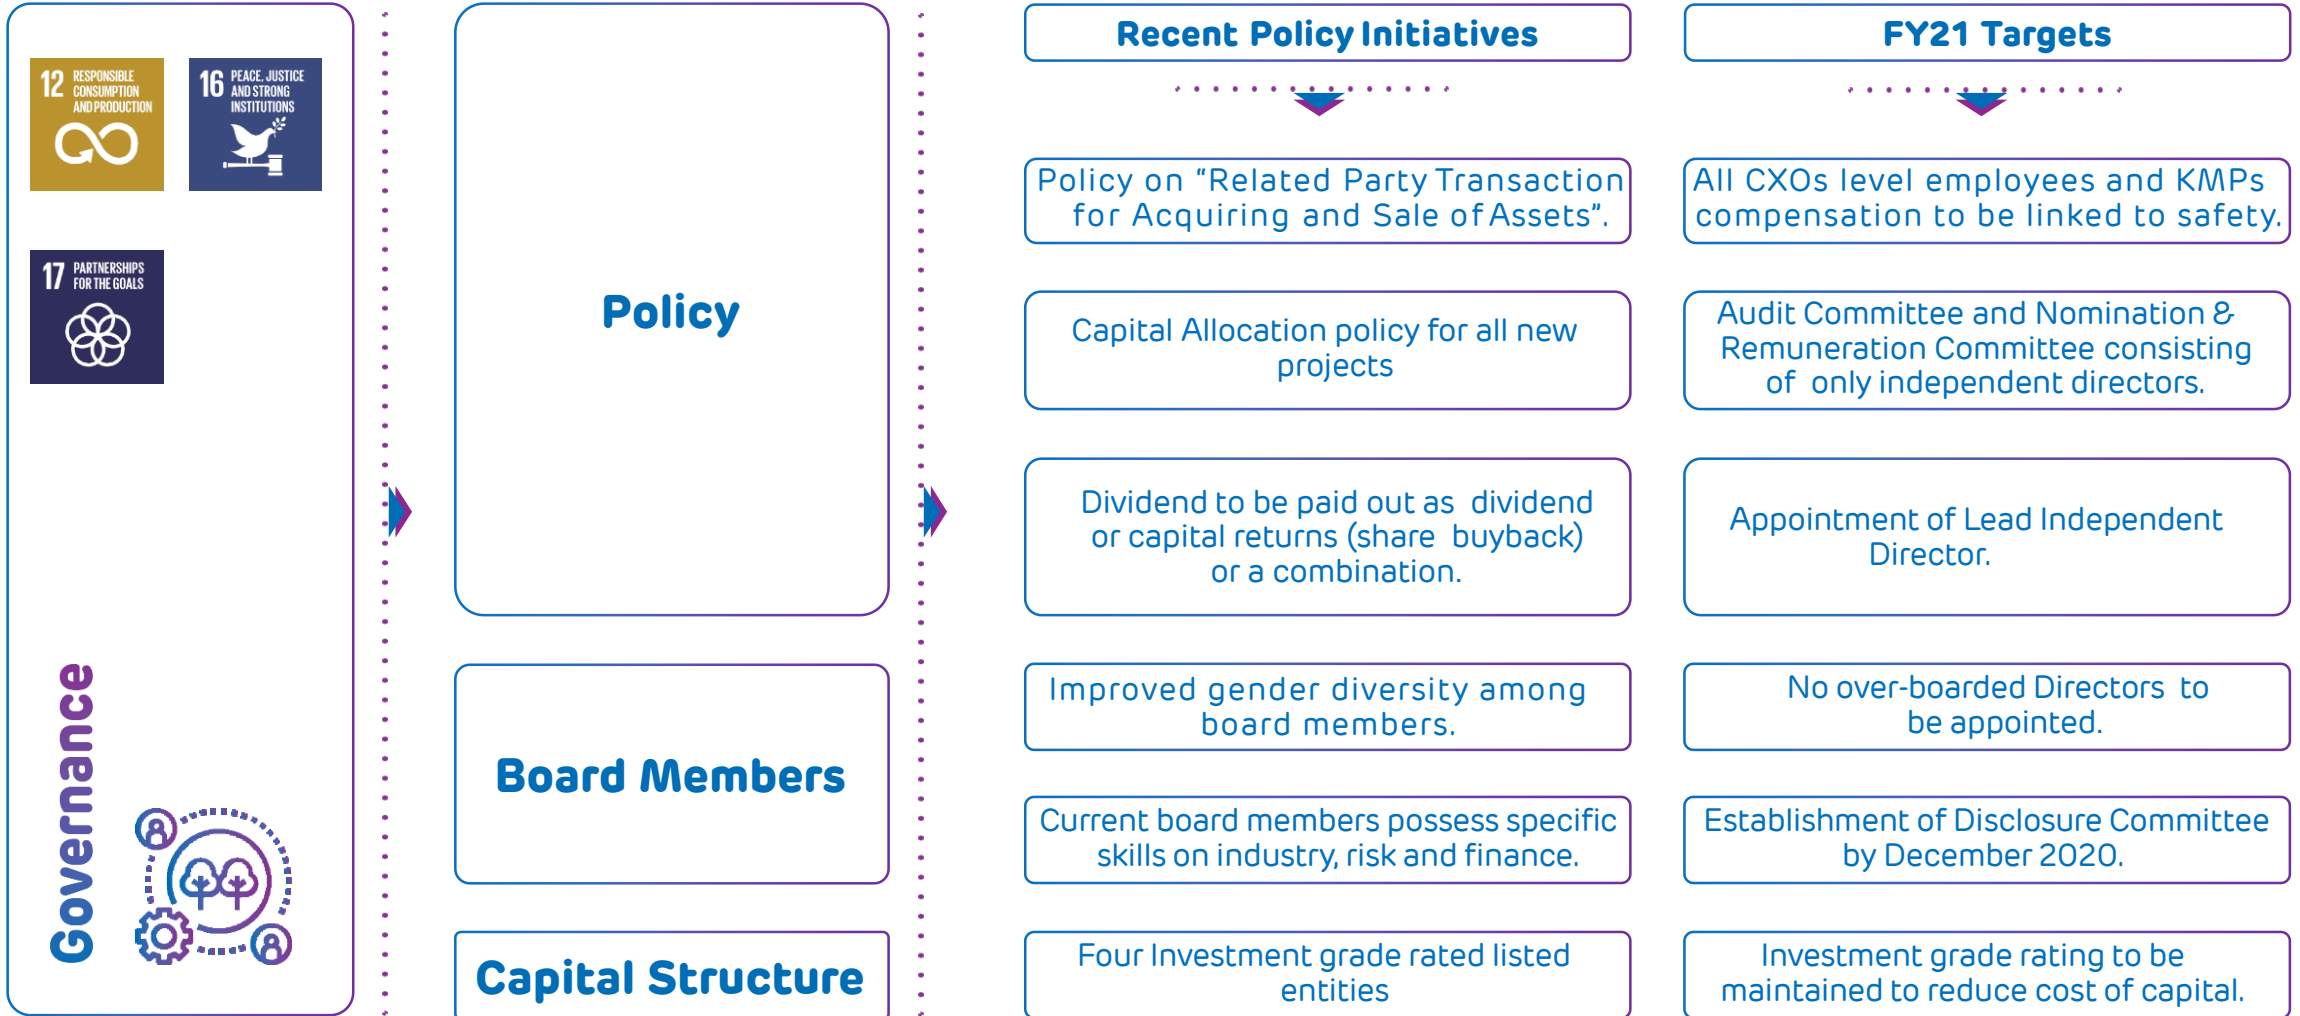 12 RESPONSIBLE
CONSUMPTION
AND PRODUCTION
16 PEACE, JUSTICE
AND STRONG
INSTITUTIONS
17 PARTNERSHIPS
FOR THE GOALS
Governance
Policy
Board Members
Capital Structure
Recent Policy Initiatives
Policy on “Related Party Transaction
for Acquiring and Sale of Assets”.
Capital Allocation policy for all new
projects
Dividend to be paid out as dividend
or capital returns (share buyback)
or a combination.
Improved gender diversity among
board members.
Current board members possess specific
skills on industry, risk and finance.
Four Investment grade rated listed
entities
FY21 Targets
All CXOs level employees and KMPs
compensation to be linked to safety.
Audit Committee and Nomination &
Remuneration Committee consisting
of only independent directors.
Appointment of Lead Independent
Director.
No over-boarded Directors to
be appointed.
Establishment of Disclosure Committee
by December 2020.
Investment grade rating to be
maintained to reduce cost of capital.